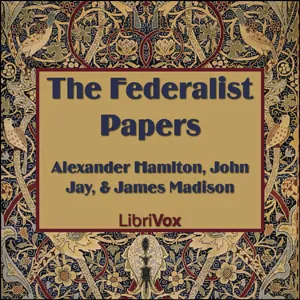 The Federalist
Papers
Alexander Hamilton, John
Jay, & James Madison
LibriVox